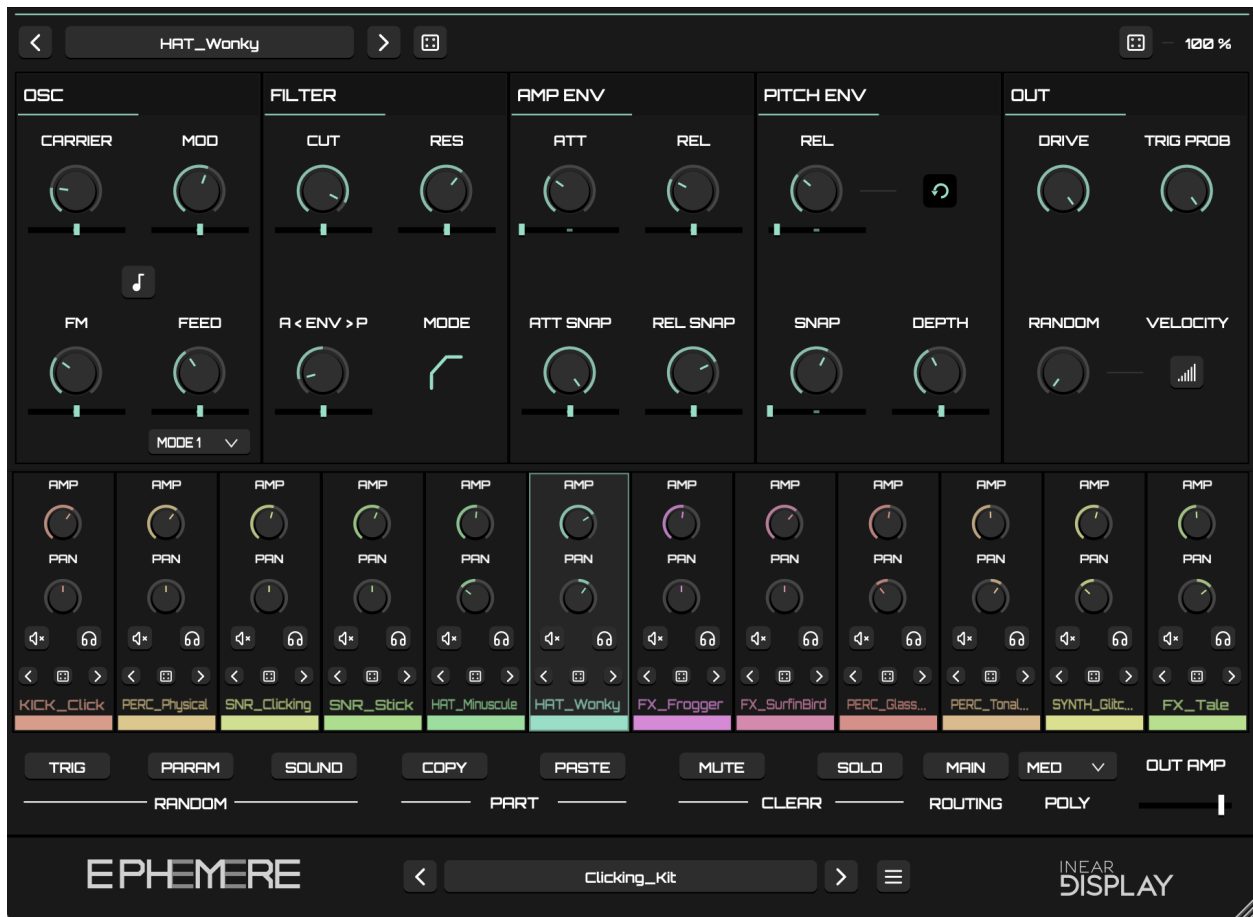 HAT_Wonky 100 %
OSC FILTER AMP ENV PITCH ENV OUT
CARRIER MOD CUT RES ATT REL REL DRIVE TRIG PROB
FM FEED A < ENV > P MODE ATT SNAP REL SNAP SNAP DEPTH RANDOM VELOCITY
MODE 1
AMP AMP AMP AMP AMP AMP AMP AMP AMP AMP AMP AMP
PAN PAN PAN PAN PAN PAN PAN PAN PAN PAN PAN PAN
KICK_Click PERC_Physical SNR_Clicking SNR_Stick HAT_Minuscule HAT_Wonky FX_Frogger FX_SurfinBird PERC_Glass... PERC_Tonal... SYNTH_Glitc... FX_Tale
TRIG PARAM SOUND COPY PASTE MUTE SOLO MAIN MED OUT AMP
RANDOM PART CLEAR ROUTING POLY
EPHEMERE Clicking_Kit INEAR
DISPLAY